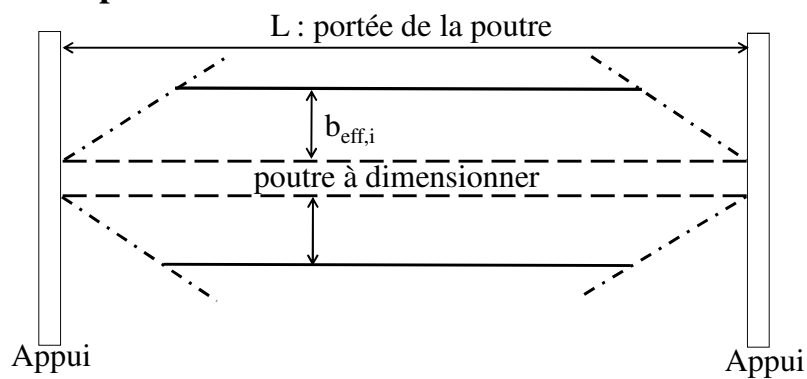 L : portée de la poutre
beff,i
poutre à dimensionner
Appui
Appui